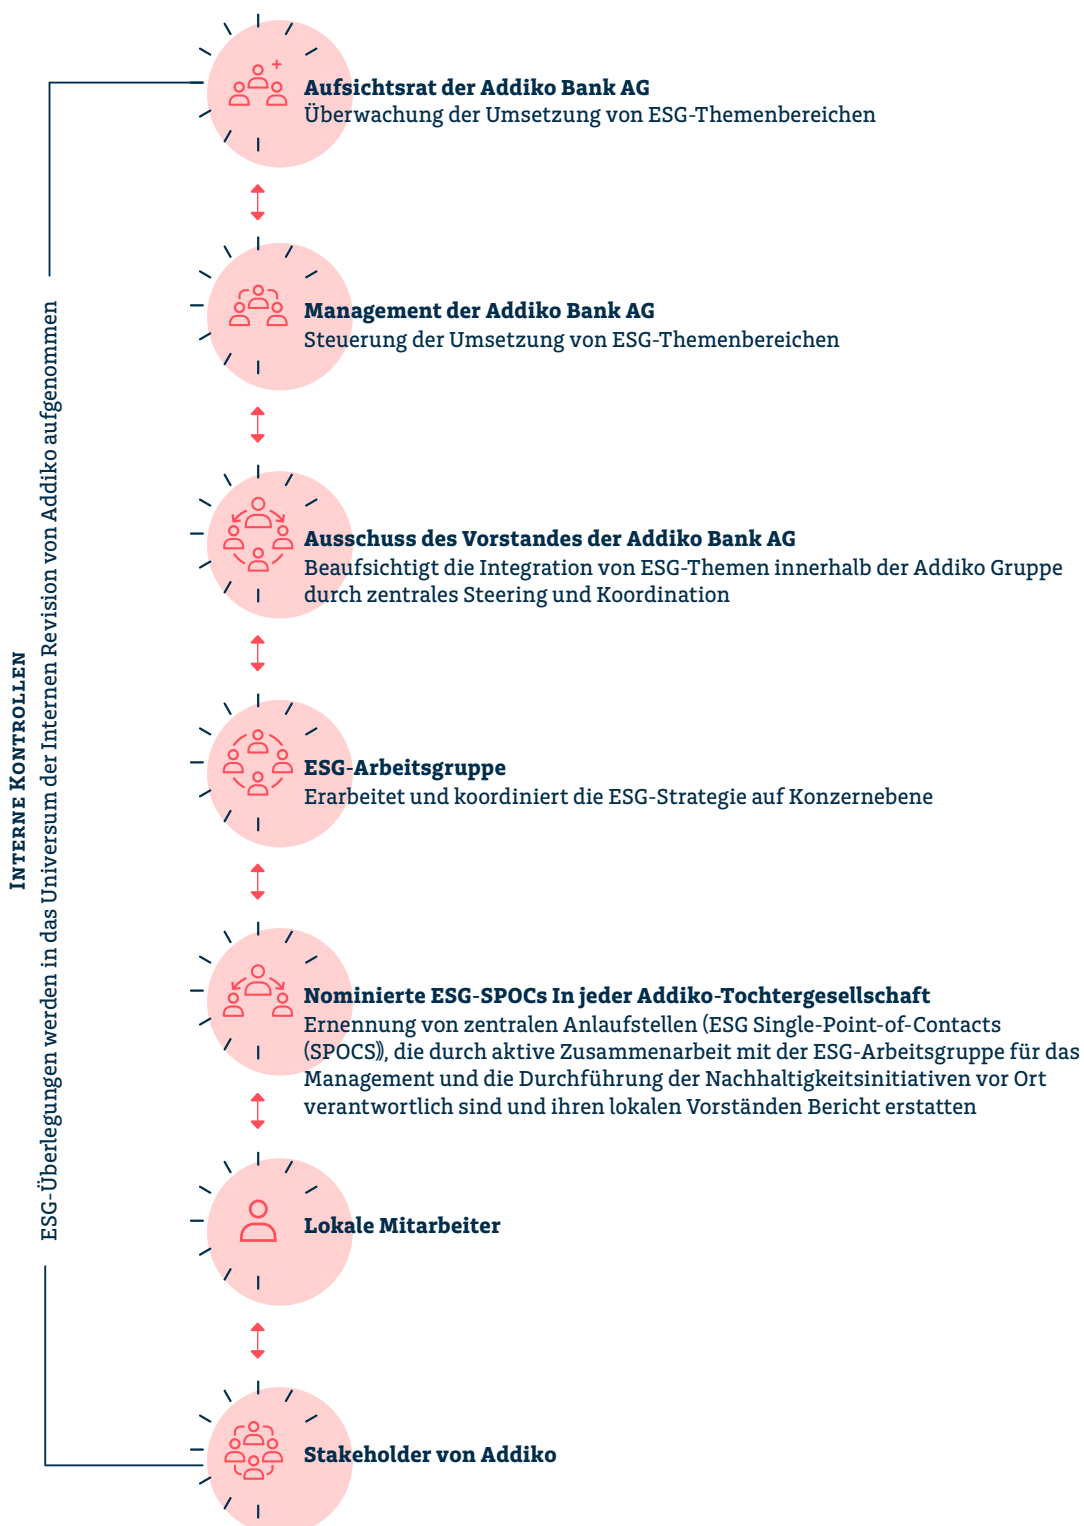 Aufsichtsrat der Addiko Bank AG
Überwachung der Umsetzung von ESG-Themenbereichen
Management der Addiko Bank AG
Steuerung der Umsetzung von ESG-Themenbereichen
Ausschuss des Vorstandes der Addiko Bank AG
Beaufsichtigt die Integration von ESG-Themen innerhalb der Addiko Gruppe
durch zentrales Steering und Koordination
ESG-Arbeitsgruppe
Erarbeitet und koordiniert die ESG-Strategie auf Konzernebene
Nominierte ESG-SPOCs In jeder Addiko-Tochtergesellschaft
Ernennung von zentralen Anlaufstellen (ESG Single-Point-of-Contacts
(SPOCS)), die durch aktive Zusammenarbeit mit der ESG-Arbeitsgruppe für das
Management und die Durchführung der Nachhaltigkeitsinitiativen vor Ort
verantwortlich sind und ihren lokalen Vorständen Bericht erstatten
Lokale Mitarbeiter
Stakeholder von Addiko
INTERNE KONTROLLEN
ESG-Überlegungen werden in das Universum der Internen Revision von Addiko aufgenommen